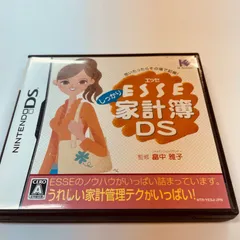 NINTENDO DS
エッセ
しっかり
ESSE
家計簿
DS
監修 畠中 雅子
CERO
A
ESSEのノウハウがいっぱい詰まっています。
うれしい家計管理テクがいっぱい!